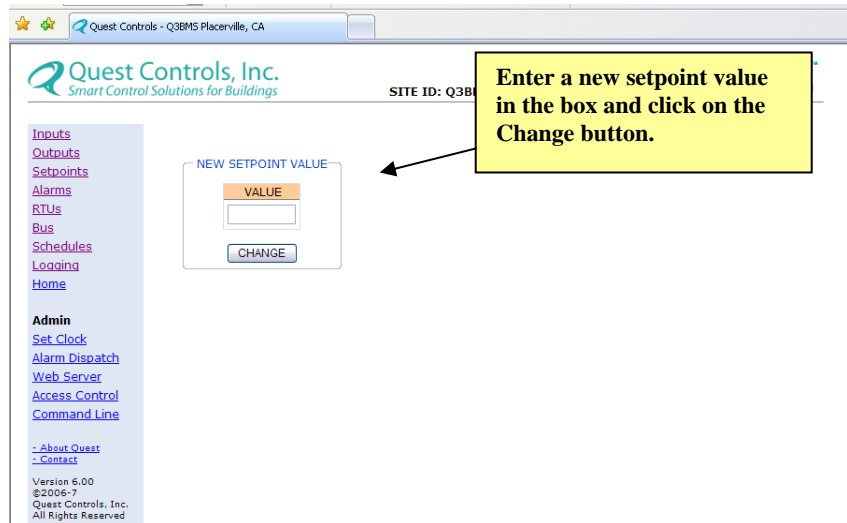 Quest Controls - Q3BMS Placerville, CA
Quest Controls, Inc.
Smart Control Solutions for Buildings
SITE ID:
Enter a new setpoint value
in the box and click on the
Change button.
Inputs
Outputs
Setpoints
Alarms
RTUs
Bus
Schedules
Logging
Home
NEW SETPOINT VALUE
VALUE
CHANGE
Admin
Set Clock
Alarm Dispatch
Web Server
Access Control
Command Line
- About Quest
- Contact
Version 6.00
©2006-7
Quest Controls, Inc.
All Rights Reserved